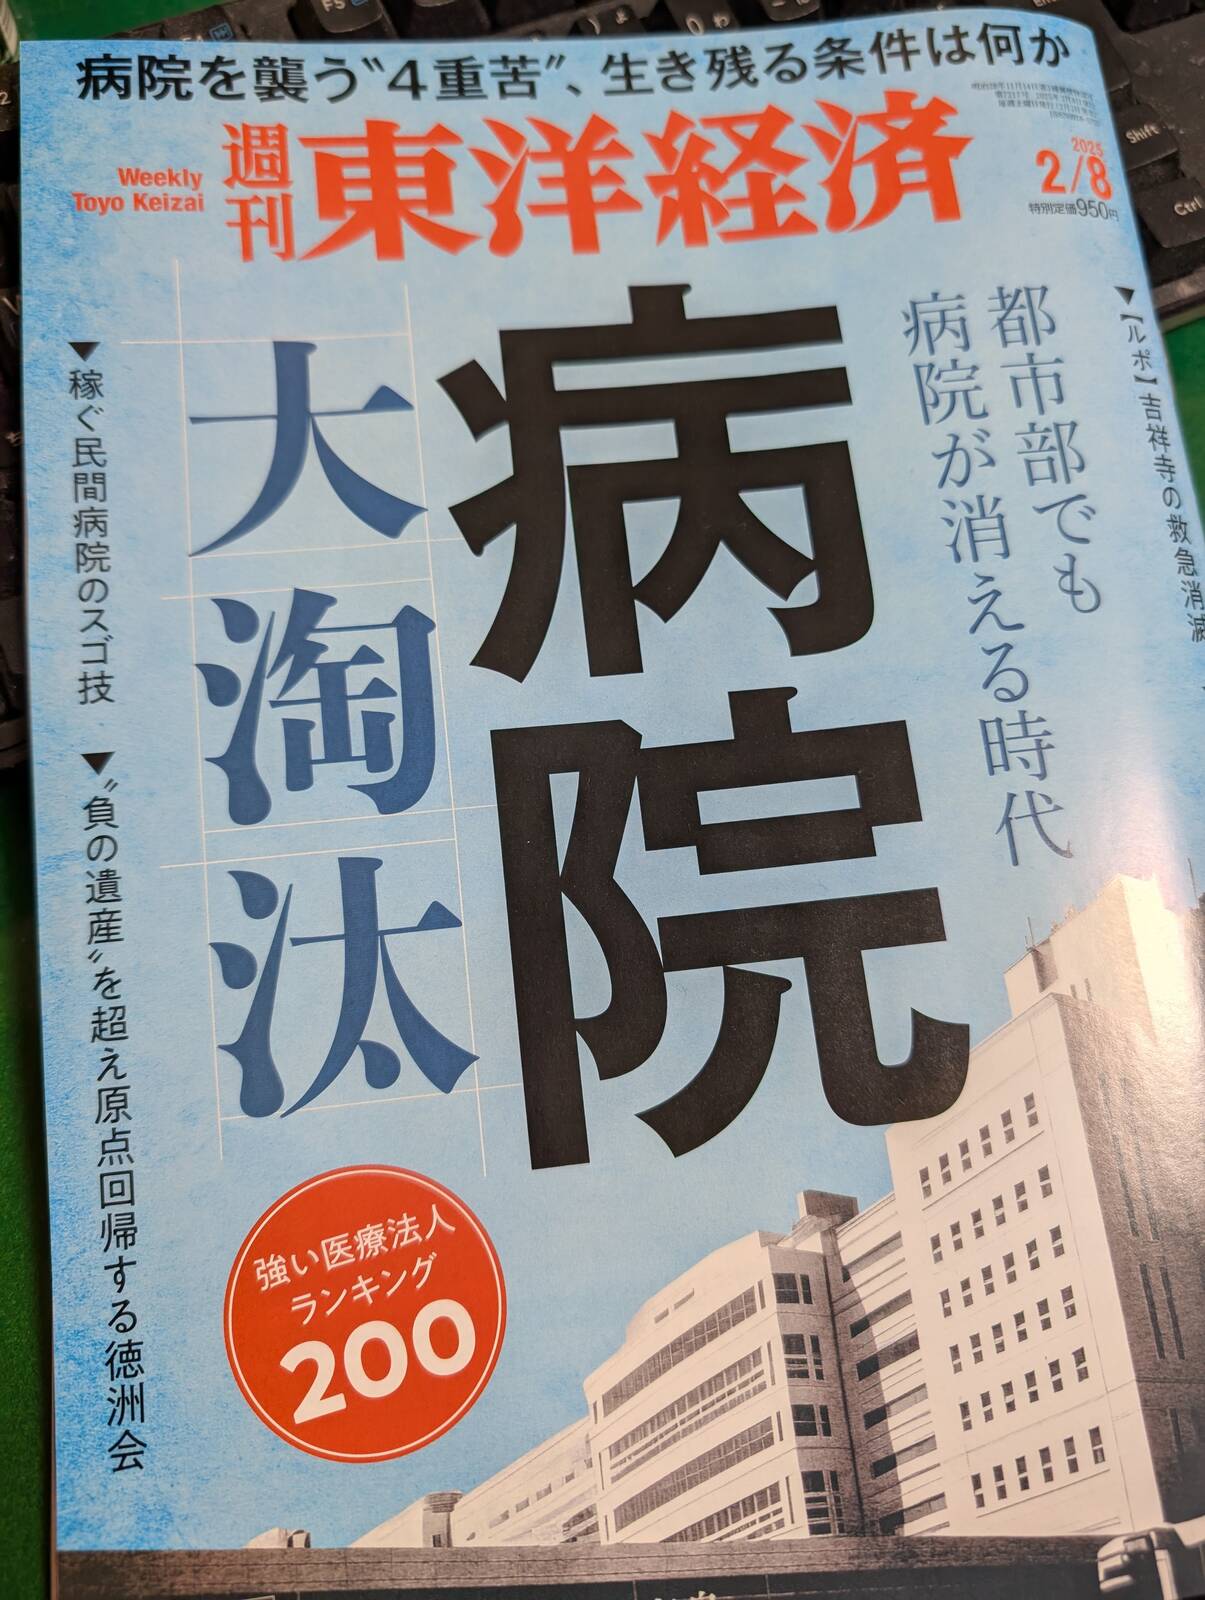 病院を襲う〝4重苦〟、生き残る条件は何か
Weekly
Toyo Keizai
週刊
東洋経済
2025
2/8
特別定価950円
都市部でも
病院が消える時代
病院
大淘汰
▼【ルポ】吉祥寺の救急消滅
▼稼ぐ民間病院のスゴ技
▼〝負の遺産〟を超え原点回帰する徳洲会
強い医療法人
ランキング
200
F5
Shift
Ctrl